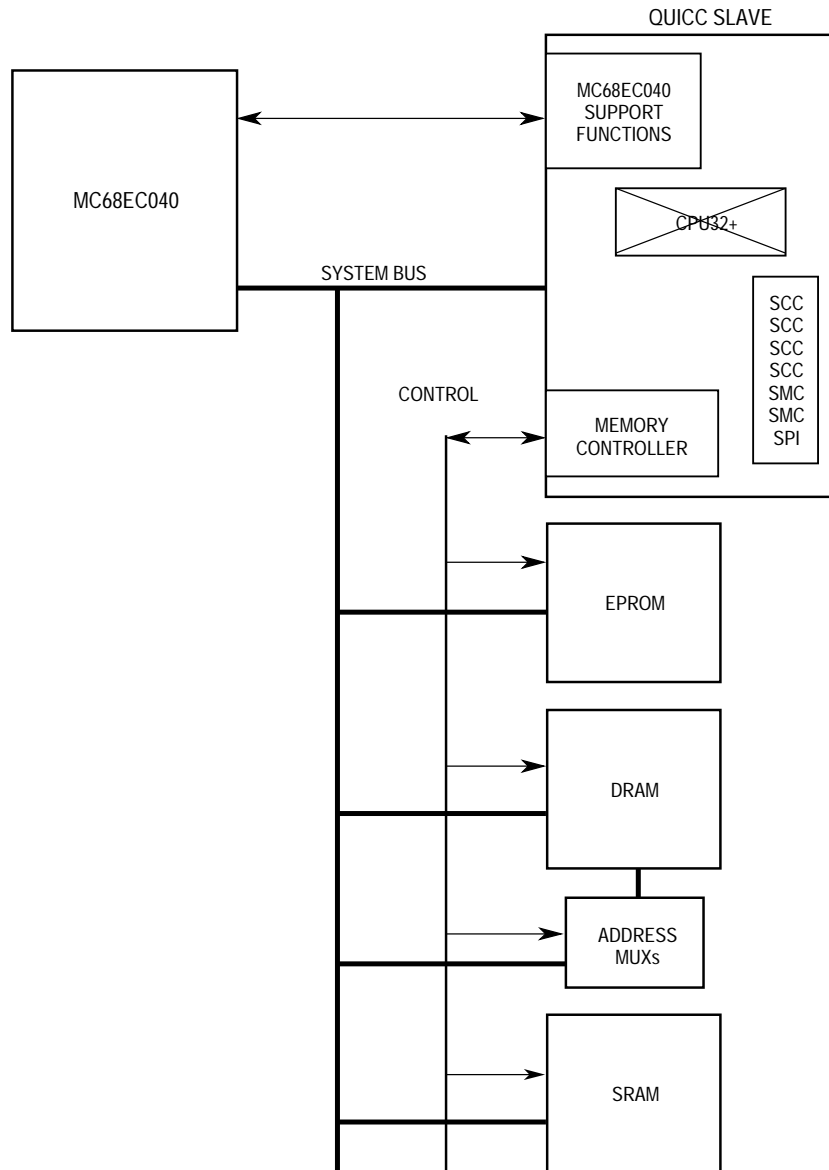 QUICC SLAVE
MC68EC040
SUPPORT
FUNCTIONS
MC68EC040
CPU32+
SYSTEM BUS
SCC
SCC
SCC
SCC
SMC
SMC
SPI
CONTROL
MEMORY
CONTROLLER
EPROM
DRAM
ADDRESS
MUXs
SRAM